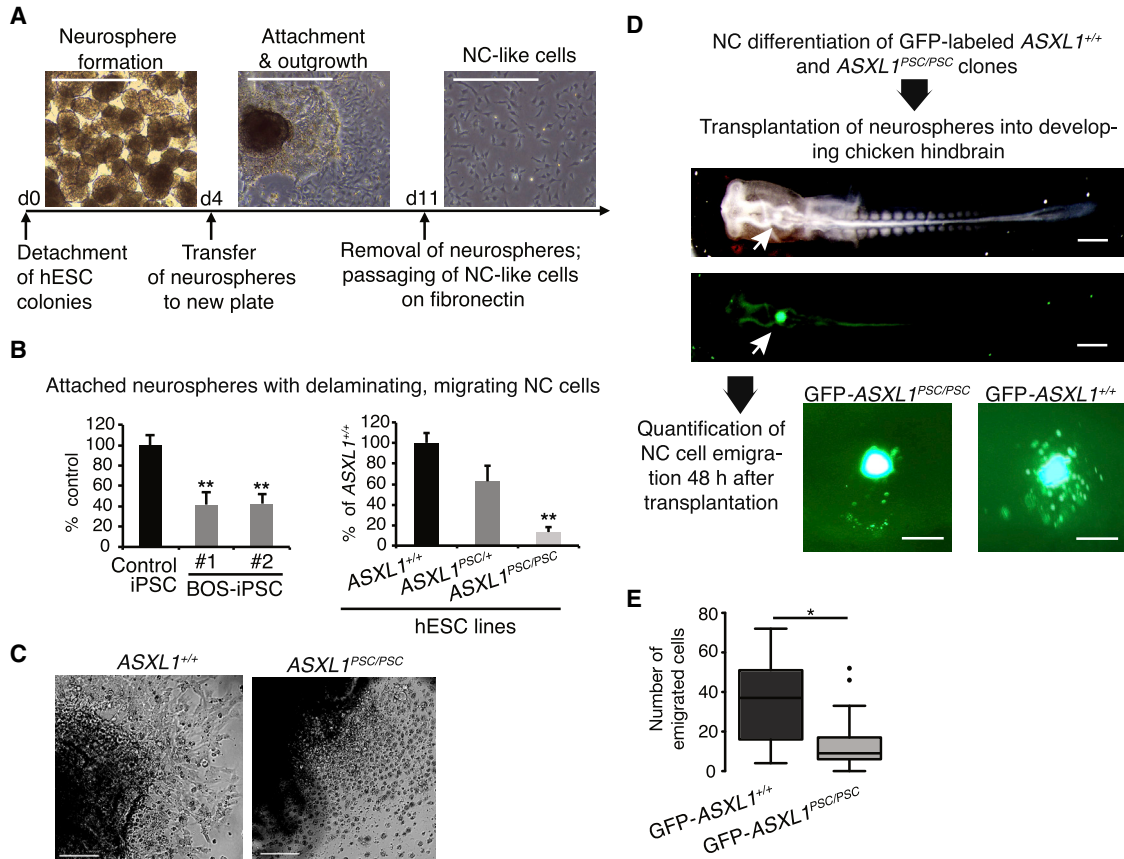 A
Neurosphere
formation
Attachment
& outgrowth
NC-like cells
d0
d4
d11
Detachment
of hESC
colonies
Transfer
of neurospheres
to new plate
Removal of neurospheres;
passaging of NC-like cells
on fibronectin
B
Attached neurospheres with delaminating, migrating NC cells
% control
120
100
80
60
40
20
0
**
**
Control
iPSC
#1
#2
BOS-iPSC
% of ASXL1+/+
120
100
80
60
40
20
0
**
ASXL1+/+
ASXL1PSC/+
ASXL1PSC/PSC
hESC lines
C
ASXL1+/+
ASXL1PSC/PSC
D
NC differentiation of GFP-labeled ASXL1+/+
and ASXL1PSC/PSC clones
Transplantation of neurospheres into develop-
ing chicken hindbrain
Quantification of
NC cell emigra-
tion 48 h after
transplantation
GFP-ASXL1PSC/PSC
GFP-ASXL1+/+
E
Number of
emigrated cells
80
60
40
20
0
*
GFP-ASXL1+/+
GFP-ASXL1PSC/PSC